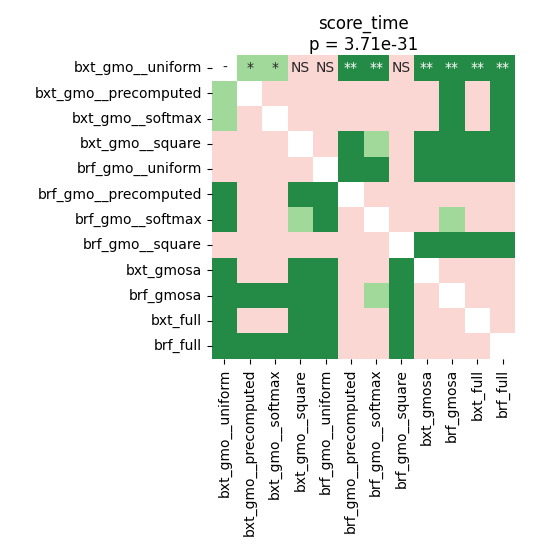 score_time
p = 3.71e-31
bxt_gmo__uniform - * * NS NS ** ** NS ** ** ** **
bxt_gmo__precomputed
bxt_gmo__softmax
bxt_gmo__square
brf_gmo__uniform
brf_gmo__precomputed
brf_gmo__softmax
brf_gmo__square
bxt_gmosa
brf_gmosa
bxt_full
brf_full
bxt_gmo__uniform
bxt_gmo__precomputed
bxt_gmo__softmax
bxt_gmo__square
brf_gmo__uniform
brf_gmo__precomputed
brf_gmo__softmax
brf_gmo__square
bxt_gmosa
brf_gmosa
bxt_full
brf_full